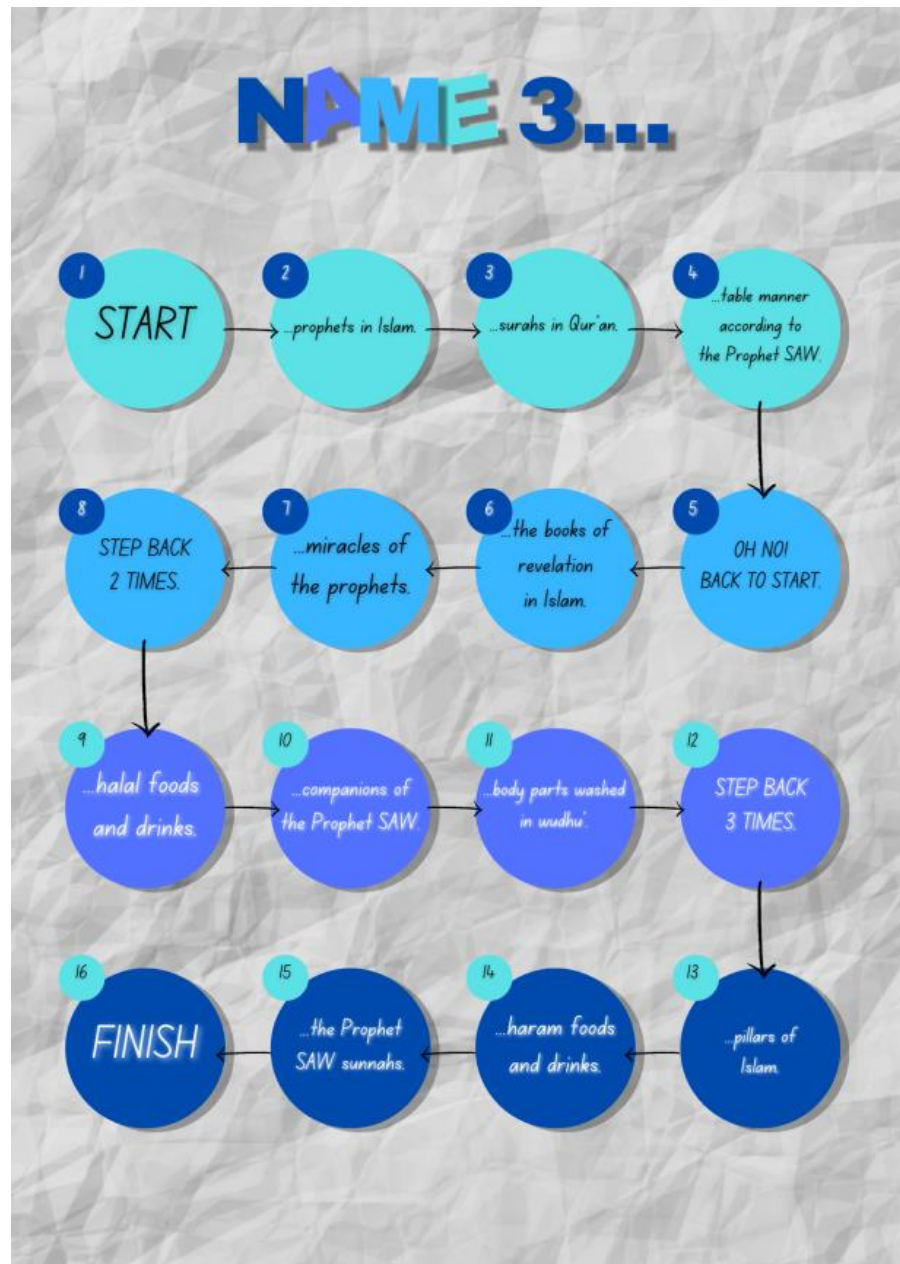 NAME 3...
1
START
2
...prophets in Islam.
3
...surahs in Qur'an.
4
...table manner
according to
the Prophet SAW.
5
OH NO!
BACK TO START.
6
...the books of
revelation
in Islam.
7
...miracles of
the prophets.
8
STEP BACK
2 TIMES.
9
...halal foods
and drinks.
10
...companions of
the Prophet SAW.
11
...body parts washed
in wudhu'.
12
STEP BACK
3 TIMES.
13
...pillars of
Islam.
14
...haram foods
and drinks.
15
...the Prophet
SAW sunnahs.
16
FINISH